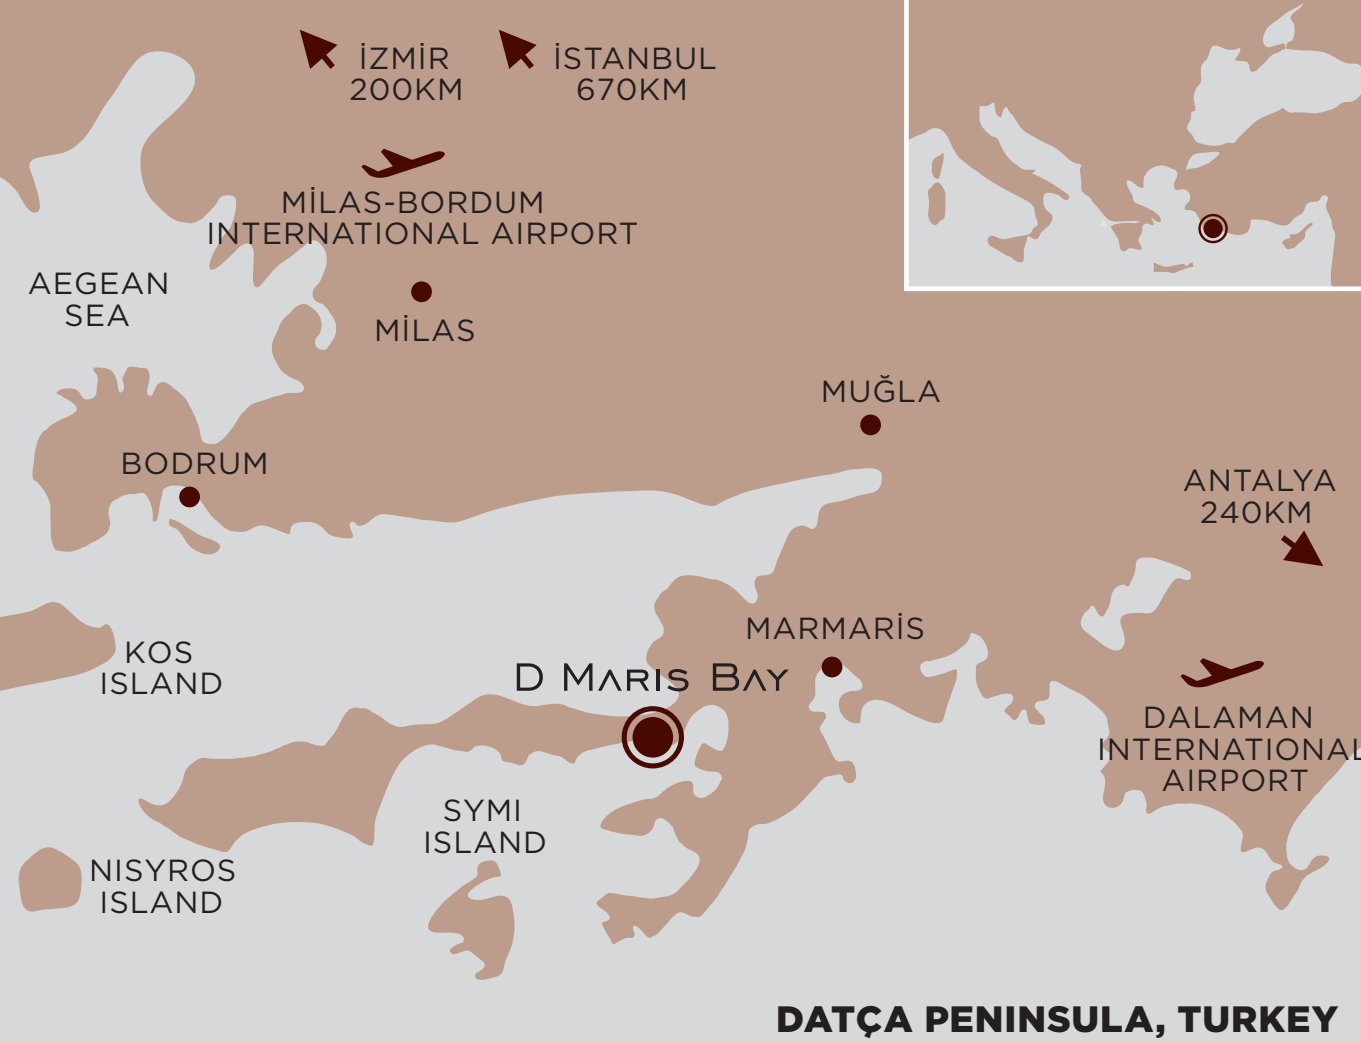 İZMİR
200KM
İSTANBUL
670KM
MİLAS-BORDUM
INTERNATIONAL AIRPORT
AEGEAN
SEA
MİLAS
MUĞLA
BODRUM
ANTALYA
240KM
KOS
ISLAND
MARMARİS
D MARIS BAY
DALAMAN
INTERNATIONAL
AIRPORT
SYMI
ISLAND
NISYROS
ISLAND
DATÇA PENINSULA, TURKEY